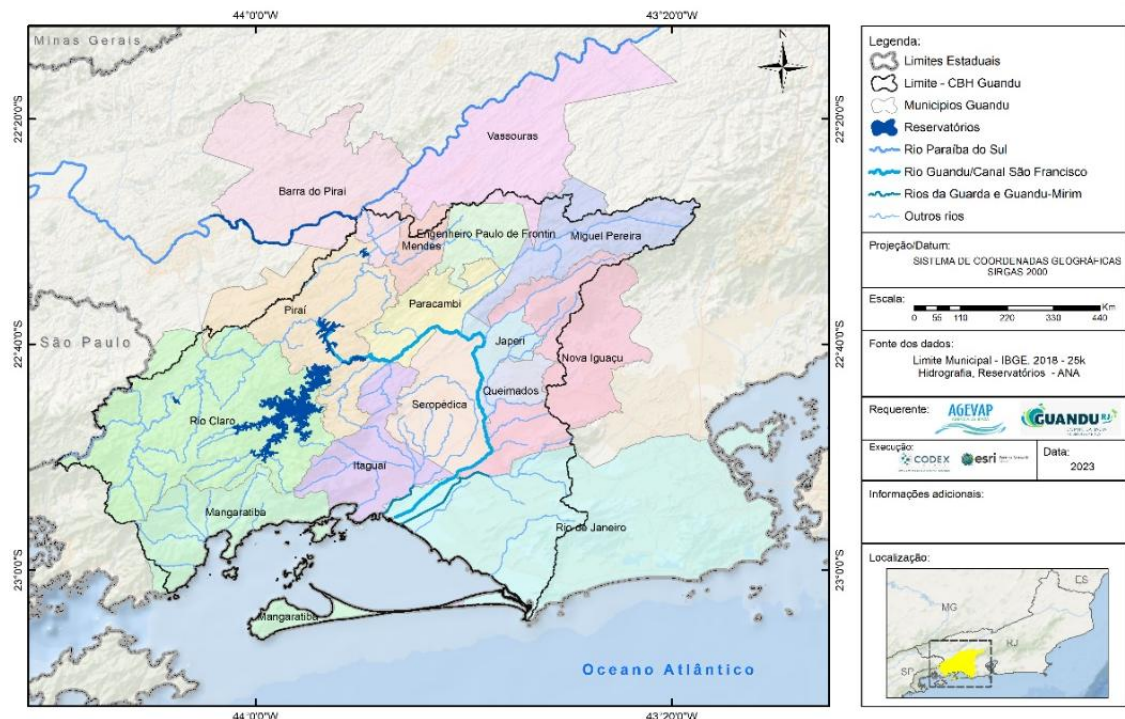 44°0'0"W
43°20'0"W
Minas Gerais
N
22°20'0"S
Vassouras
Barra do Piraí
Engenheiro Paulo de Frontin
Mendes
Miguel Pereira
Paracambi
Piraí
São Paulo
22°40'0"S
Japeri
Nova Iguaçu
Queimados
Seropédica
Rio Claro
Itaguaí
Mangaratiba
Rio de Janeiro
23°0'0"S
Mangaratiba
Oceano Atlântico
44°0'0"W
43°20'0"W
22°20'0"S
22°40'0"S
23°0'0"S
Legenda:
Limites Estaduais
Limite - CBH Guandu
Municipios Guandu
Reservatórios
Rio Paraíba do Sul
Rio Guandu/Canal São Francisco
Rios da Guarda e Guandu-Mirim
Outros rios
Projeção/Datum:
SISTEMA DE COORDENADAS GEOGRÁFICAS
SIRGAS 2000
Escala:
Km
0 55 110 220 330 440
Fonte dos dados:
Limite Municipal - IBGE, 2018 - 25k
Hidrografia, Reservatórios - ANA
Requerente:
AGEVAP
GUANDU RJ
Execução:
CODEX
esri
Data:
2023
Informações adicionais:
Localização:
ES
MG
RJ
SP